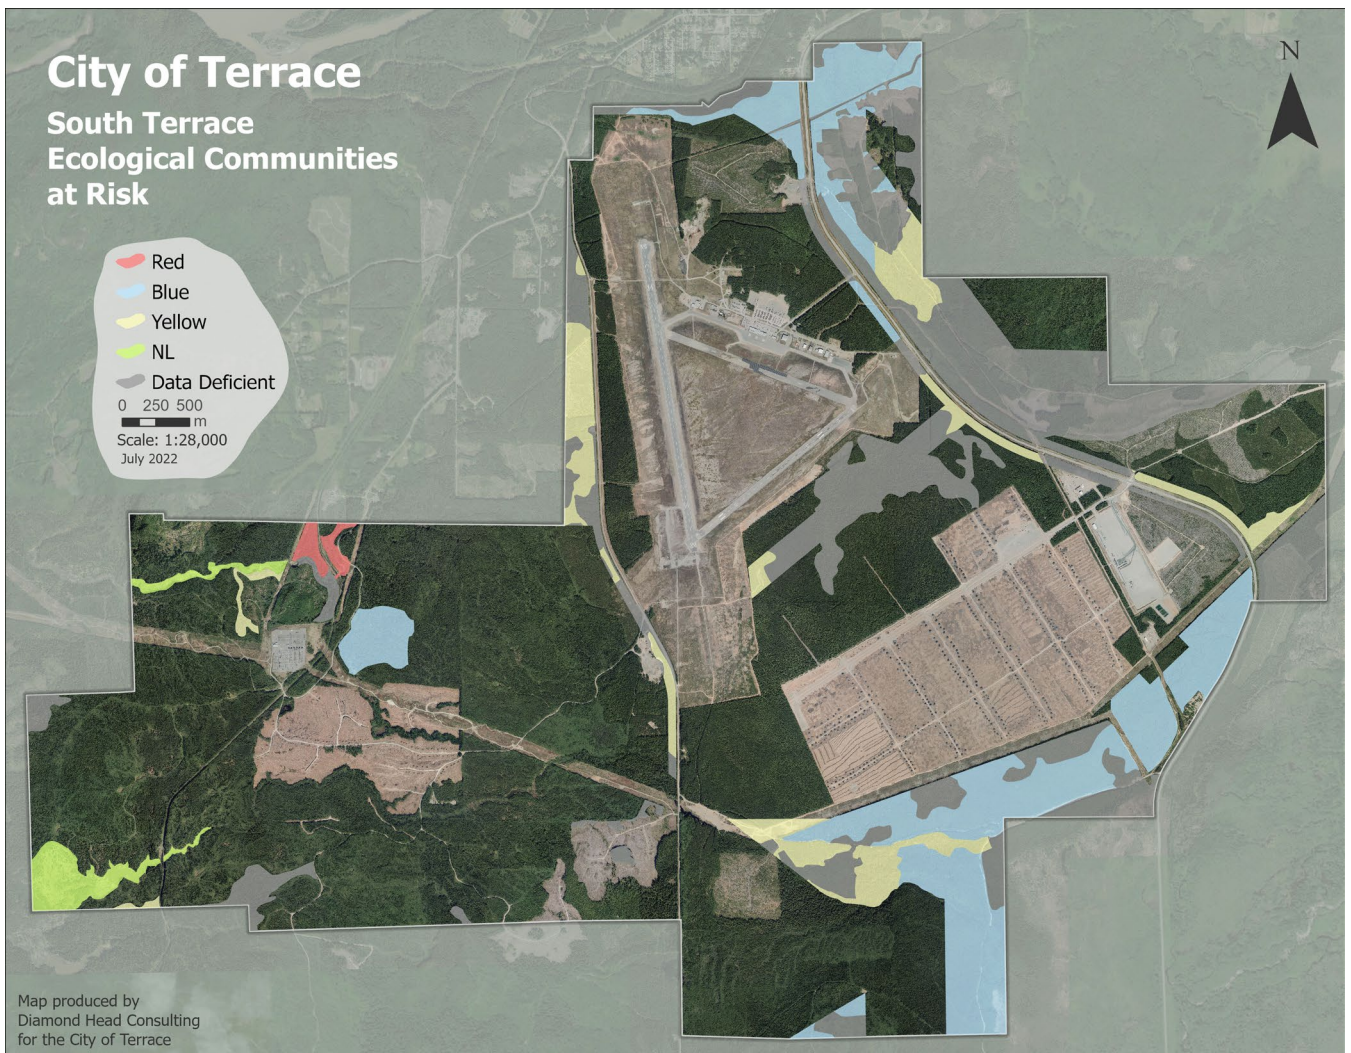 City of Terrace
South Terrace
Ecological Communities
at Risk
N
Red
Blue
Yellow
NL
Data Deficient
0 250 500
m
Scale: 1:28,000
July 2022
Map produced by
Diamond Head Consulting
for the City of Terrace